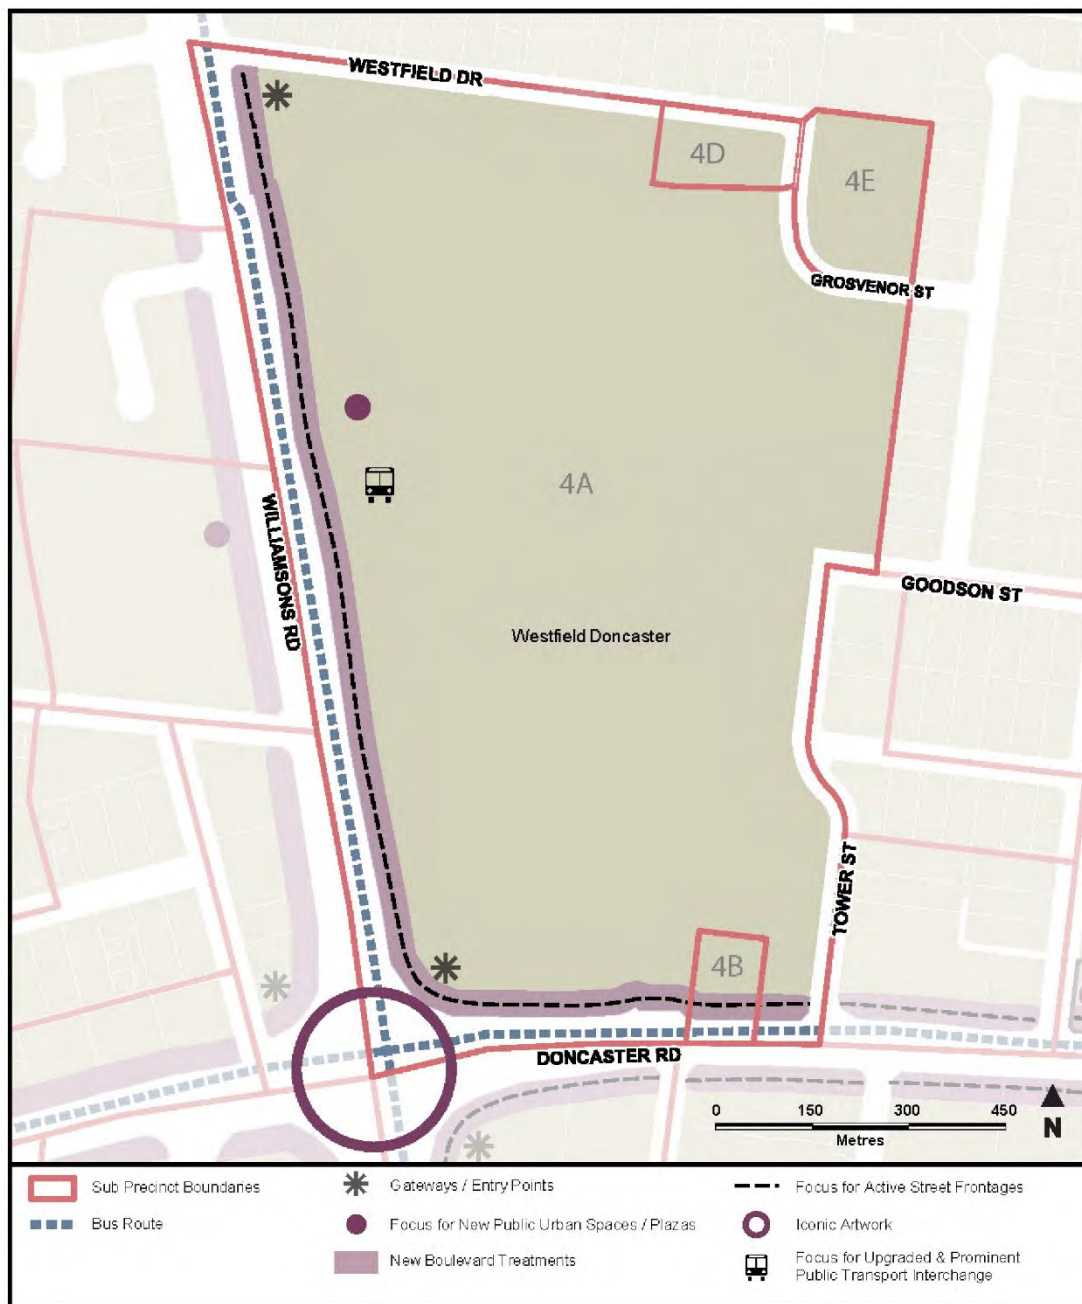 WESTFIELD DR
4D
4E
GROSVENOR ST
4A
WILLIAMSONS RD
GOODSON ST
Westfield Doncaster
TOWER ST
4B
DONCASTER RD
0 150 300 450
Metres
N
Sub Precinct Boundaries
Bus Route
Gateways / Entry Points
Focus for New Public Urban Spaces / Plazas
New Boulevard Treatments
Focus for Active Street Frontages
Iconic Artwork
Focus for Upgraded & Prominent
Public Transport Interchange